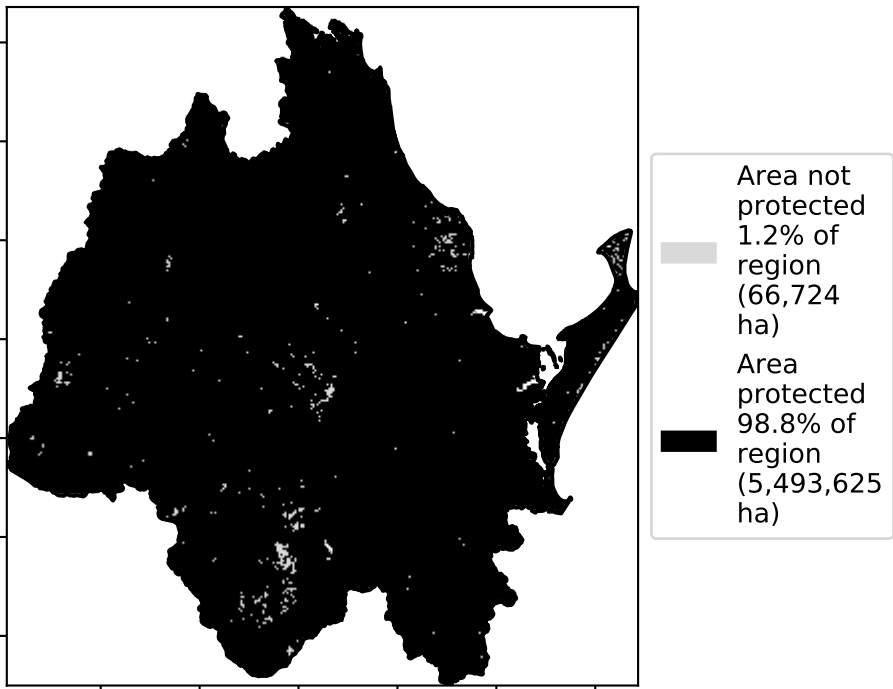 Area not
protected
1.2% of
region
(66,724
ha)
Area
protected
98.8% of
region
(5,493,625
ha)